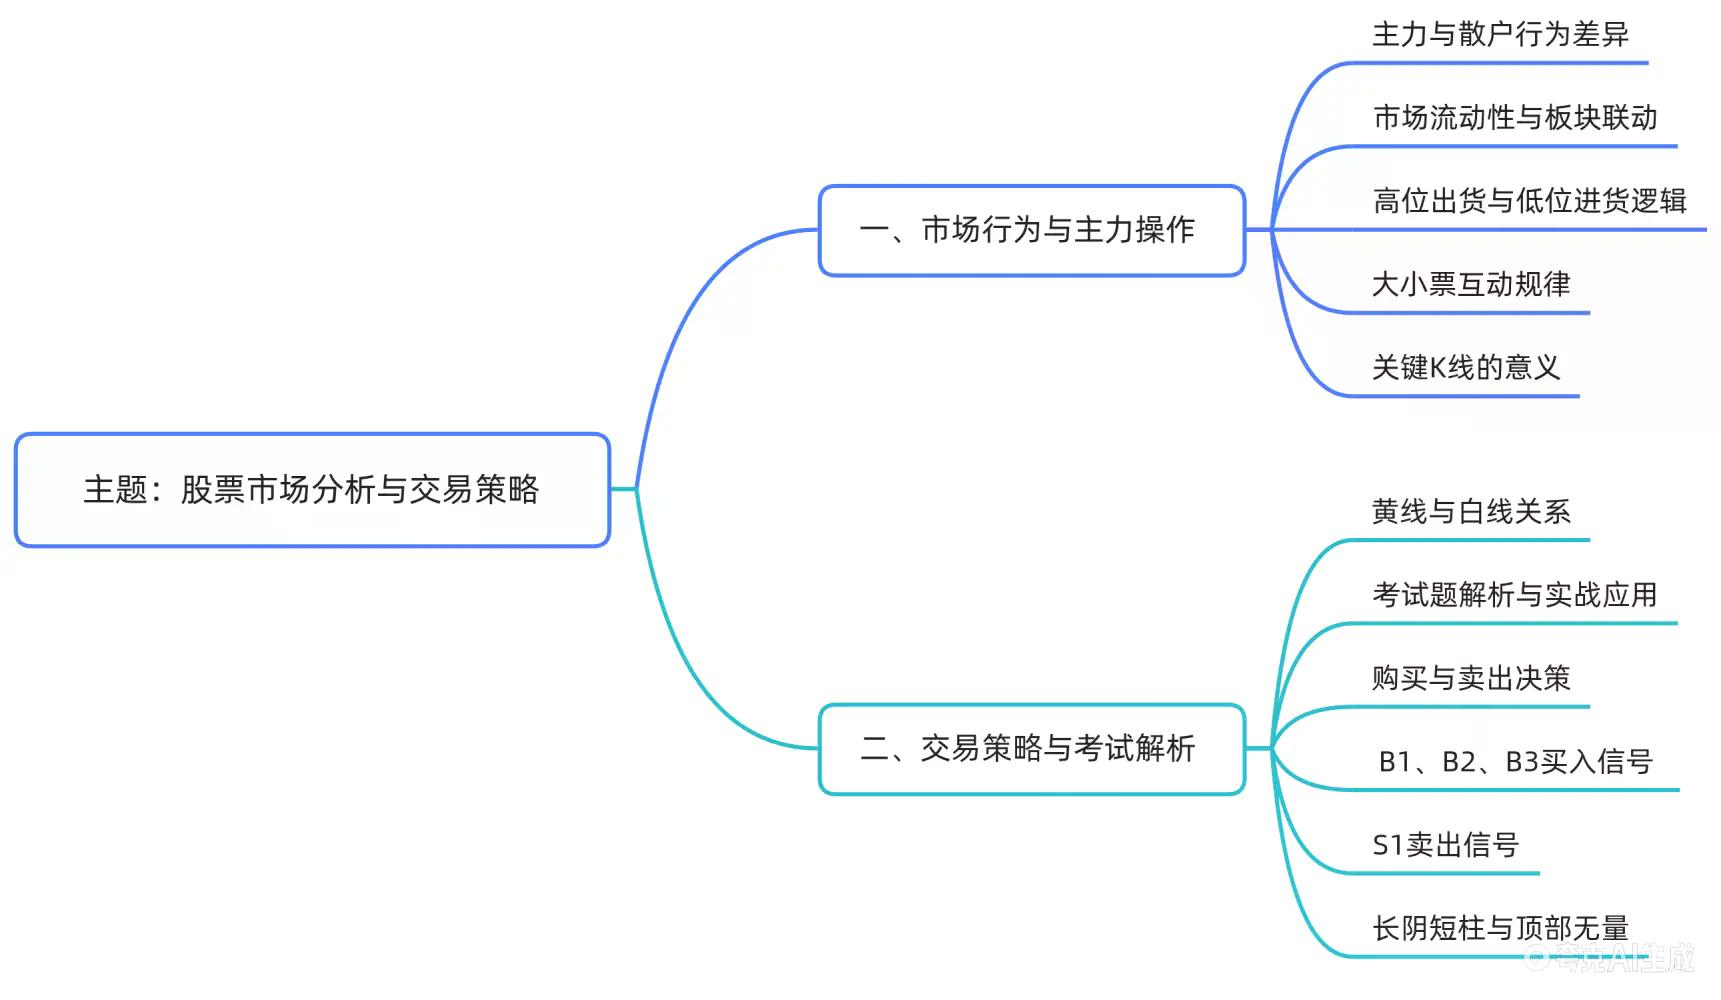 主力与散户行为差异
市场流动性与板块联动
高位出货与低位进货逻辑
一、市场行为与主力操作
大小票互动规律
关键K线的意义
主题：股票市场分析与交易策略
黄线与白线关系
考试题解析与实战应用
购买与卖出决策
二、交易策略与考试解析
B1、B2、B3买入信号
S1卖出信号
长阴短柱与顶部无量
夸克AI生成